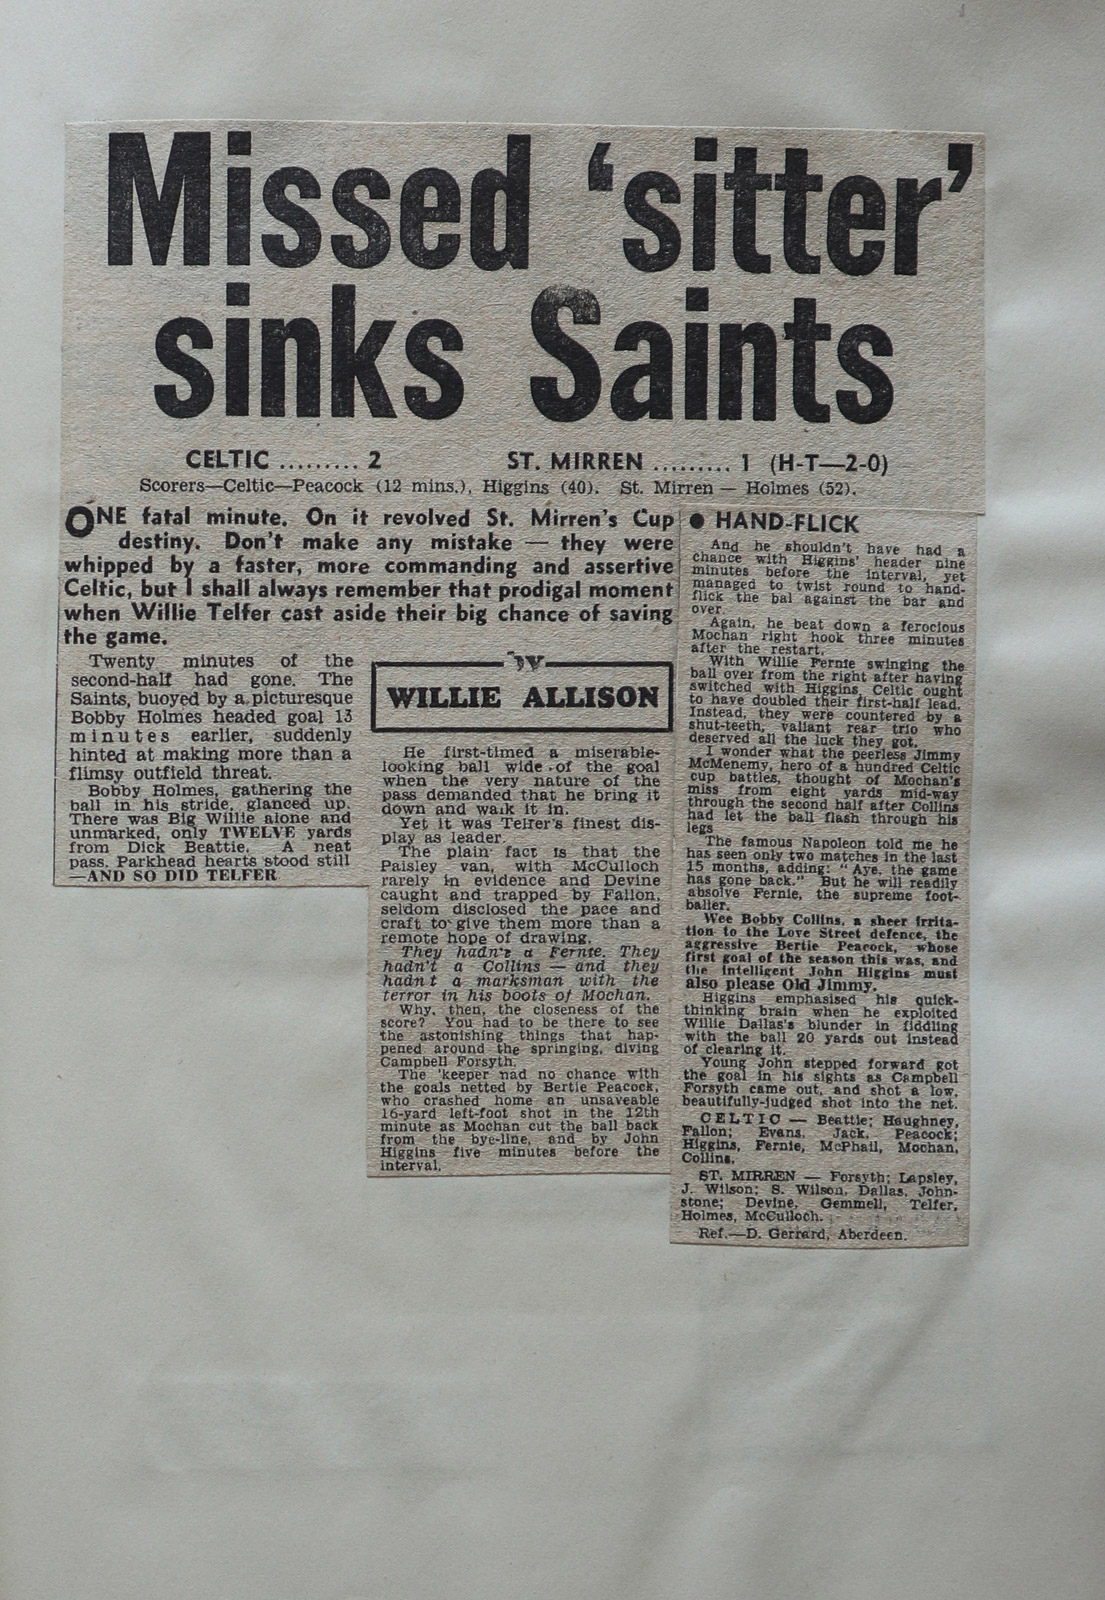 Missed ‘sitter’
sinks Saints
CELTIC ......... 2 ST. MIRREN ......... 1 (H-T—2-0)
Scorers—Celtic—Peacock (12 mins.), Higgins (40). St. Mirren — Holmes (52).
ONE fatal minute. On it revolved St. Mirren's Cup
destiny. Don't make any mistake — they were
whipped by a faster, more commanding and assertive
Celtic, but I shall always remember that prodigal moment
when Willie Telfer cast aside their big chance of saving
the game.
Twenty minutes of the
second-half had gone. The
Saints, buoyed by a picturesque
Bobby Holmes headed goal 13
minutes earlier, suddenly
hinted at making more than a
flimsy outfield threat.
Bobby Holmes, gathering the
ball in his stride, glanced up.
There was Big Willie alone and
unmarked, only TWELVE yards
from Dick Beattie. A neat
pass. Parkhead hearts stood still
—AND SO DID TELFER
WILLIE ALLISON
He first-timed a miserable-
looking ball wide of the goal
when the very nature of the
pass demanded that he bring it
down and walk it in.
Yet it was Telfer's finest dis-
play as leader.
The plain fact is that the
Paisley van, with McCulloch
rarely in evidence and Devine
caught and trapped by Fallon,
seldom disclosed the pace and
craft to give them more than a
remote hope of drawing.
They hadn't a Fernie. They
hadn't a Collins — and they
hadn't a marksman with the
terror in his boots of Mochan.
Why, then, the closeness of the
score? You had to be there to see
the astonishing things that hap-
pened around the springing, diving
Campbell Forsyth.
The 'keeper had no chance with
the goals netted by Bertie Peacock,
who crashed home an unsaveable
16-yard left-foot shot in the 12th
minute as Mochan cut the ball back
from the bye-line, and by John
Higgins five minutes before the
interval.
● HAND-FLICK
And he shouldn't have had a
chance with Higgins' header nine
minutes before the interval, yet
managed to twist round to hand-
flick the bal against the bar and
over.
Again, he beat down a ferocious
Mochan right hook three minutes
after the restart.
With Willie Fernie swinging the
ball over from the right after having
switched with Higgins, Celtic ought
to have doubled their first-half lead.
Instead, they were countered by a
shut-teeth, valiant rear trio who
deserved all the luck they got.
I wonder what the peerless Jimmy
McMenemy, hero of a hundred Celtic
cup battles, thought of Mochan's
miss from eight yards mid-way
through the second half after Collins
had let the ball flash through his
legs
The famous Napoleon told me he
has seen only two matches in the last
15 months, adding: “ Aye, the game
has gone back.” But he will readily
absolve Fernie, the supreme foot-
baller.
Wee Bobby Collins, a sheer irrita-
tion to the Love Street defence, the
aggressive Bertie Peacock, whose
first goal of the season this was, and
the intelligent John Higgins must
also please Old Jimmy.
Higgins emphasised his quick-
thinking brain when he exploited
Willie Dallas's blunder in fiddling
with the ball 20 yards out instead
of clearing it.
Young John stepped forward got
the goal in his sights as Campbell
Forsyth came out, and shot a low,
beautifully-judged shot into the net.
CELTIC — Beattie; Haughney,
Fallon; Evans, Jack, Peacock;
Higgins, Fernie, McPhail, Mochan,
Collins.
ST. MIRREN — Forsyth; Lapsley,
J. Wilson; S. Wilson, Dallas, John-
stone; Devine, Gemmell, Telfer,
Holmes, McCulloch.
Ref.—D. Gerrard, Aberdeen.